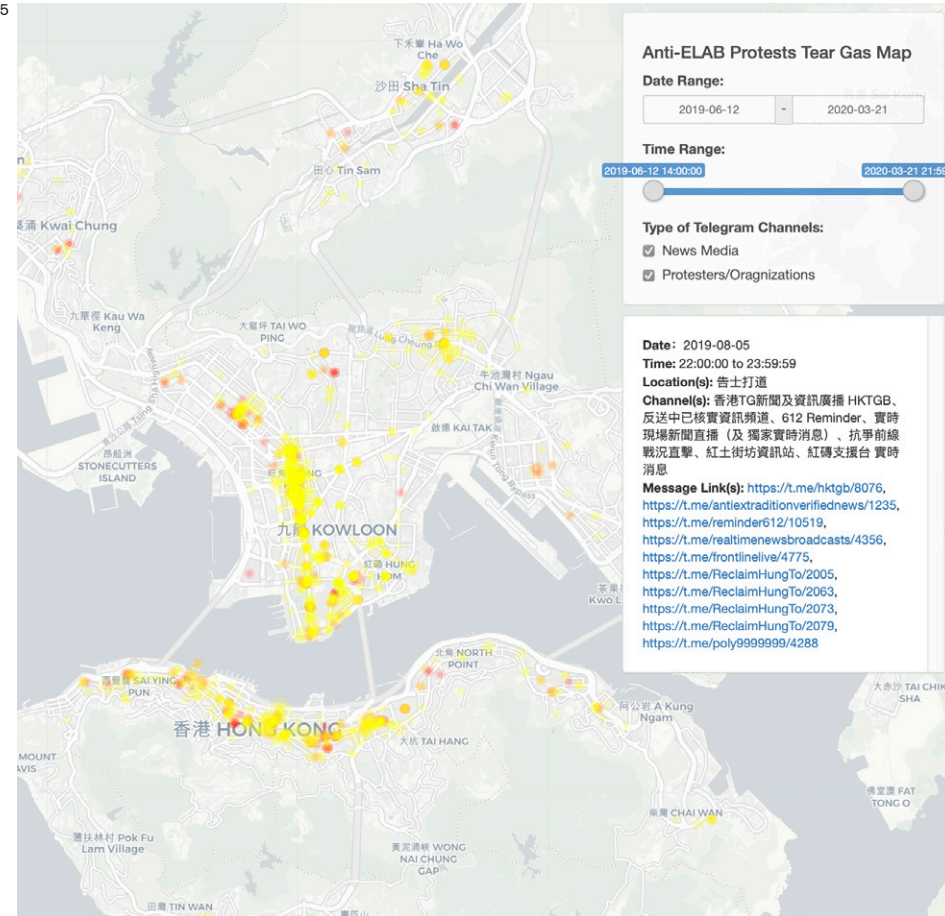 5
下禾輋 Ha Wo
Che
沙田 Sha Tin
田心 Tin Sam
葵涌 Kwai Chung
九華徑 Kau Wa
Keng
大窩坪 TAI WO
PING
Lung Cheung
牛池灣村 Ngau
Chi Wan Village
啟德 KAI TAK
Kwun Tong Bypass
昂船洲
STONECUTTERS
ISLAND
九龍 KOWLOON
紅磡 HUNG
HOM
茶果
Kwo L
北角 NORTH
POINT
西營盤 SAI YING
PUN
香港 HONG KONG
大坑 TAI HANG
阿公岩 A Kung
Ngam
大赤沙 TAI CHIK
SHA
MOUNT
AVIS
佛堂澳 FAT
TONG O
柴灣 CHAI WAN
薄扶林村 Pok Fu
Lam Village
黃泥涌峽 WONG
NAI CHUNG
GAP
田灣 TIN WAN
Anti-ELAB Protests Tear Gas Map
Date Range:
2019-06-12 - 2020-03-21
Time Range:
2019-06-12 14:00:00 2020-03-21 21:59
Type of Telegram Channels:
News Media
Protesters/Oragnizations
Date： 2019-08-05
Time: 22:00:00 to 23:59:59
Location(s): 告士打道
Channel(s): 香港TG新聞及資訊廣播 HKTGB、
反送中已核實資訊頻道、612 Reminder、實時
現場新聞直播（及 獨家實時消息）、抗爭前線
戰況直擊、紅土街坊資訊站、紅磚支援台 實時
消息
Message Link(s): https://t.me/hktgb/8076,
https://t.me/antiextraditionverifiednews/1235,
https://t.me/reminder612/10519,
https://t.me/realtimenewsbroadcasts/4356,
https://t.me/frontlinelive/4775,
https://t.me/ReclaimHungTo/2005,
https://t.me/ReclaimHungTo/2063,
https://t.me/ReclaimHungTo/2073,
https://t.me/ReclaimHungTo/2079,
https://t.me/poly9999999/4288